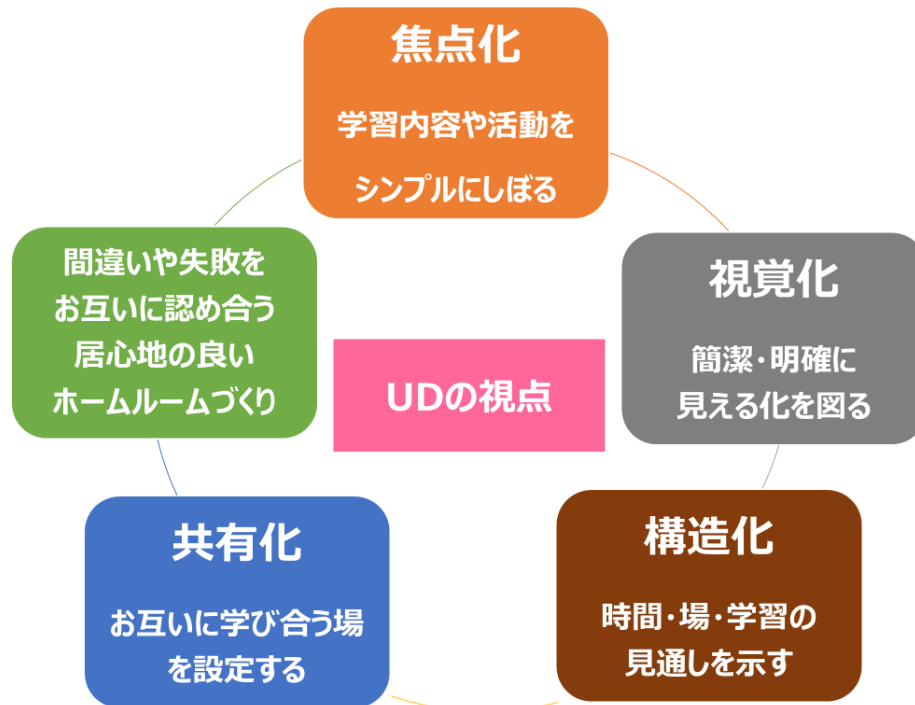 焦点化
学習内容や活動を
シンプルにしぼる
視覚化
簡潔・明確に
見える化を図る
構造化
時間・場・学習の
見通しを示す
共有化
お互いに学び合う場
を設定する
間違いや失敗を
お互いに認め合う
居心地の良い
ホームルームづくり
UDの視点